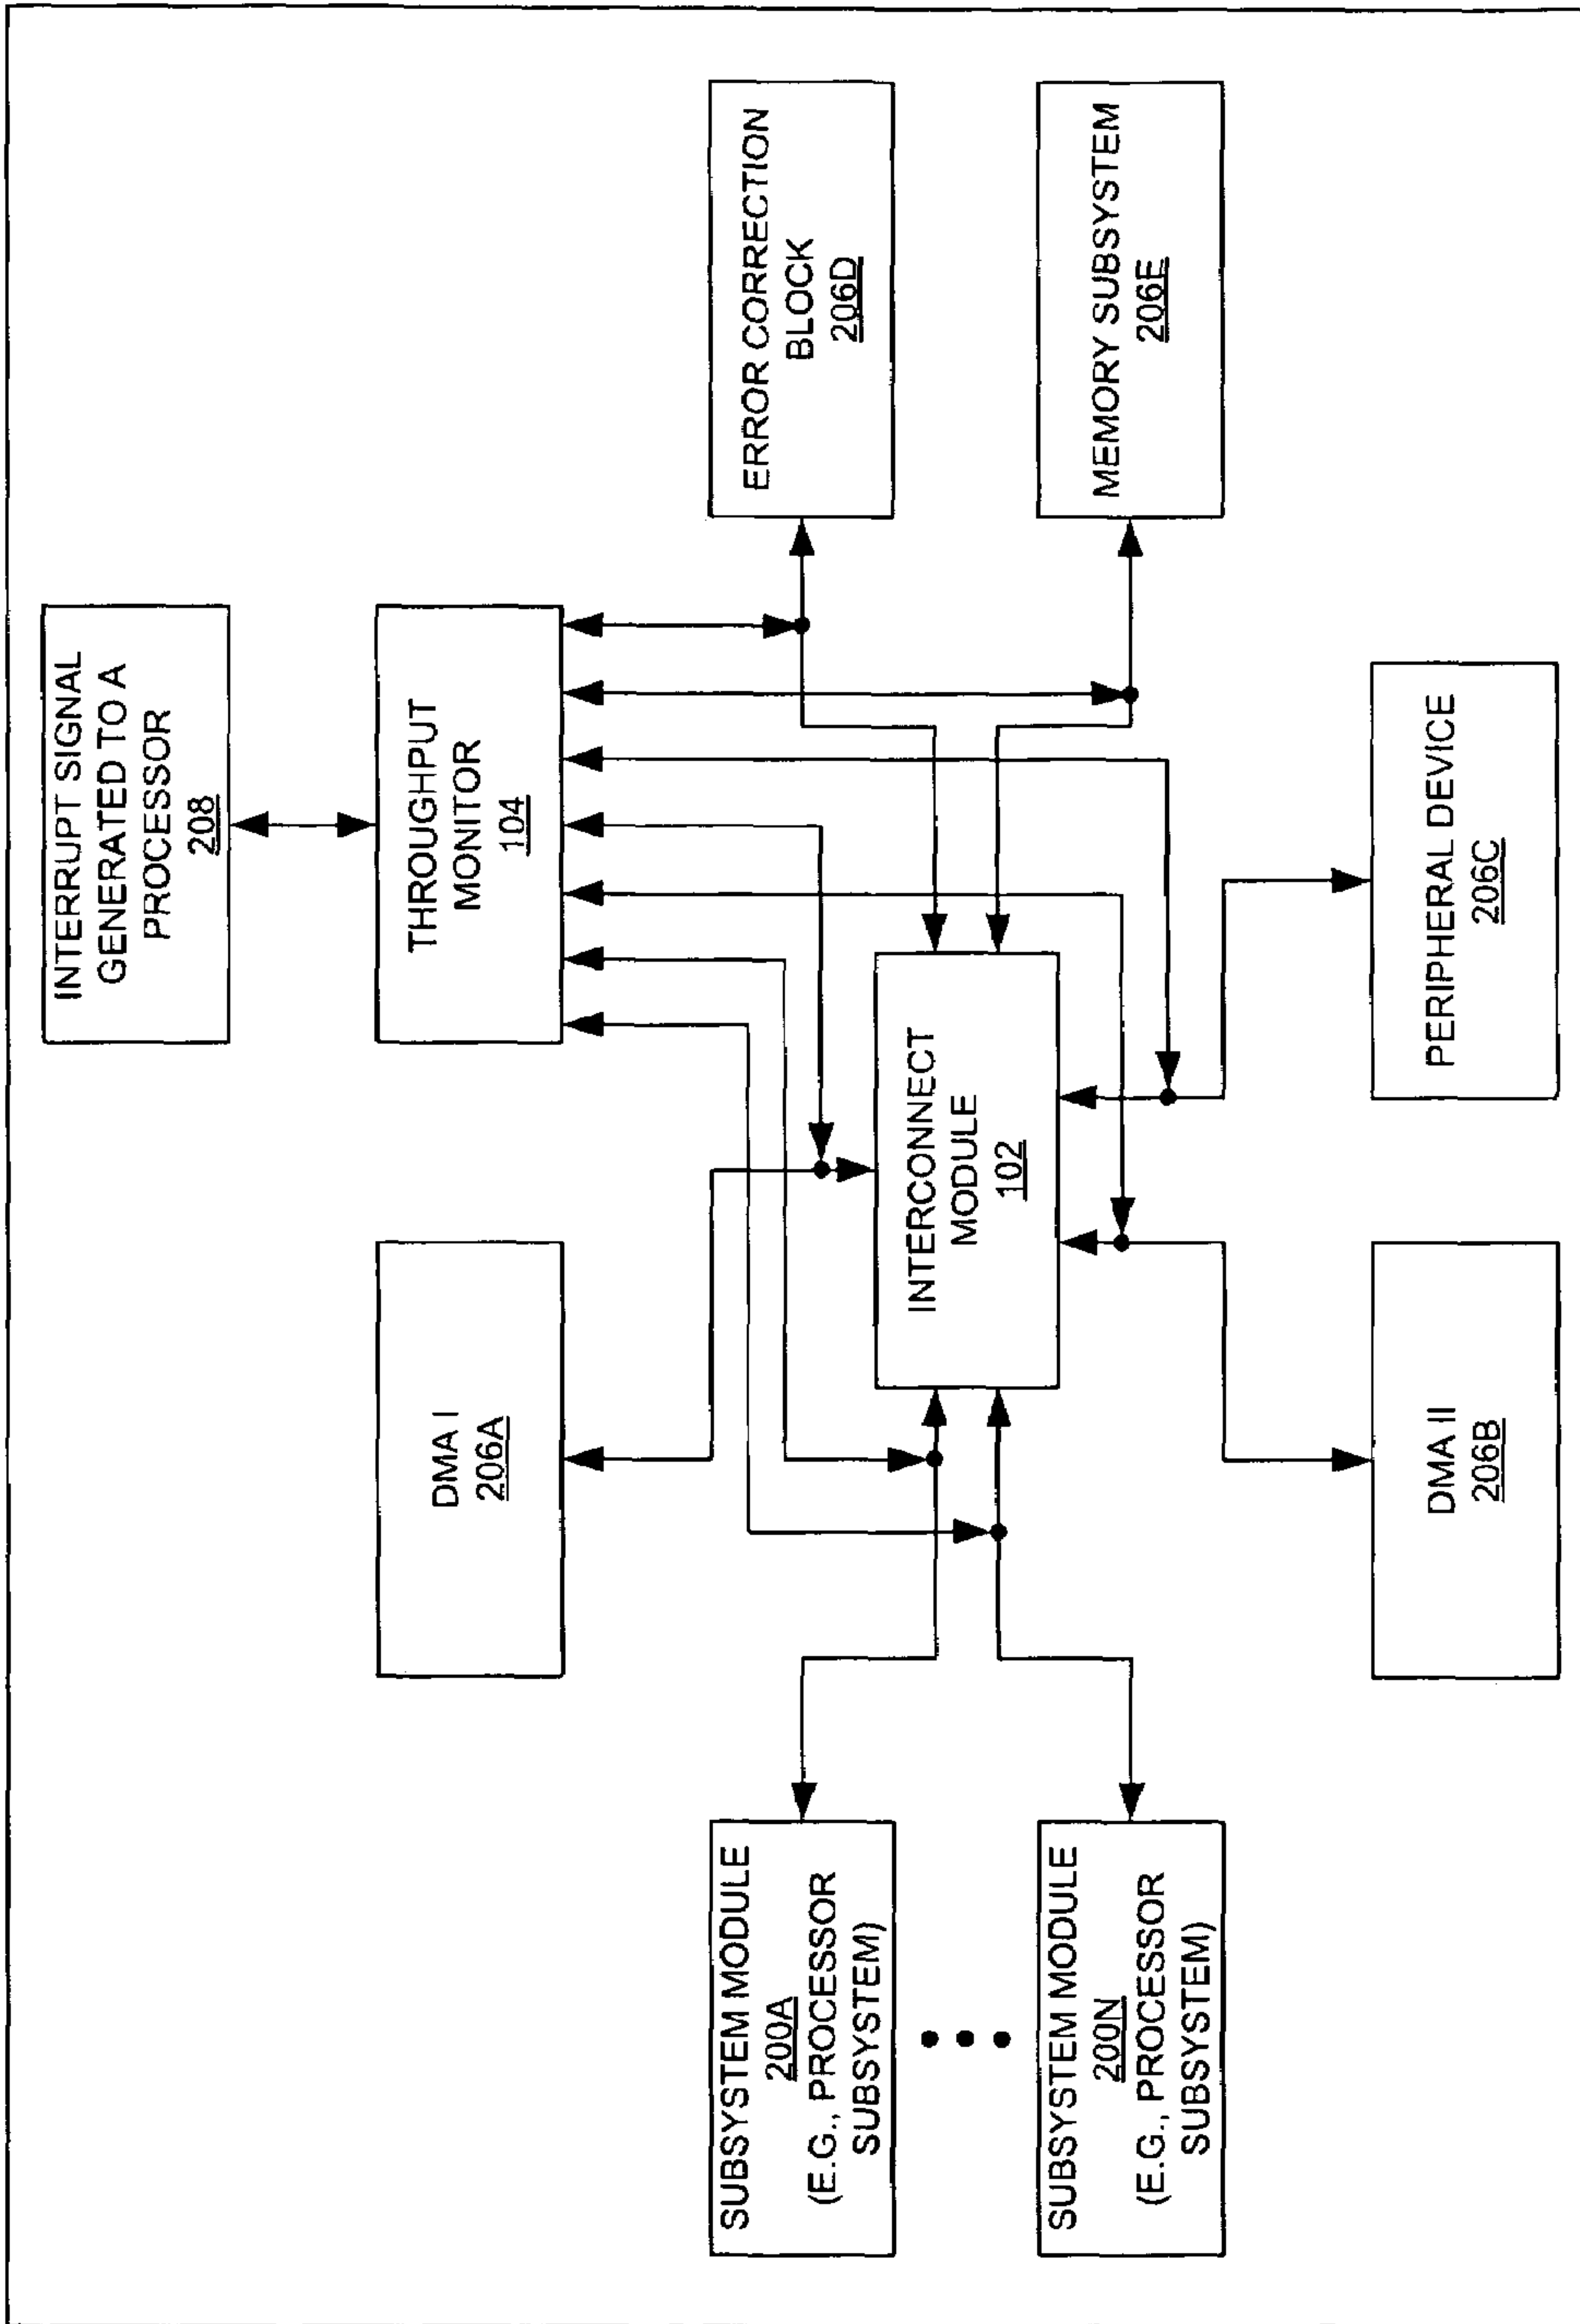 INTERRUPT SIGNAL
GENERATED TO A
PROCESSOR
208
DMA I
206A
THROUGHPUT
MONITOR
104
SUBSYSTEM MODULE
200A
(E.G., PROCESSOR
SUBSYSTEM)
ERROR CORRECTION
BLOCK
206D
INTERCONNECT
MODULE
102
SUBSYSTEM MODULE
200N
(E.G., PROCESSOR
SUBSYSTEM)
MEMORY SUBSYSTEM
206E
DMA II
206B
PERIPHERAL DEVICE
206C